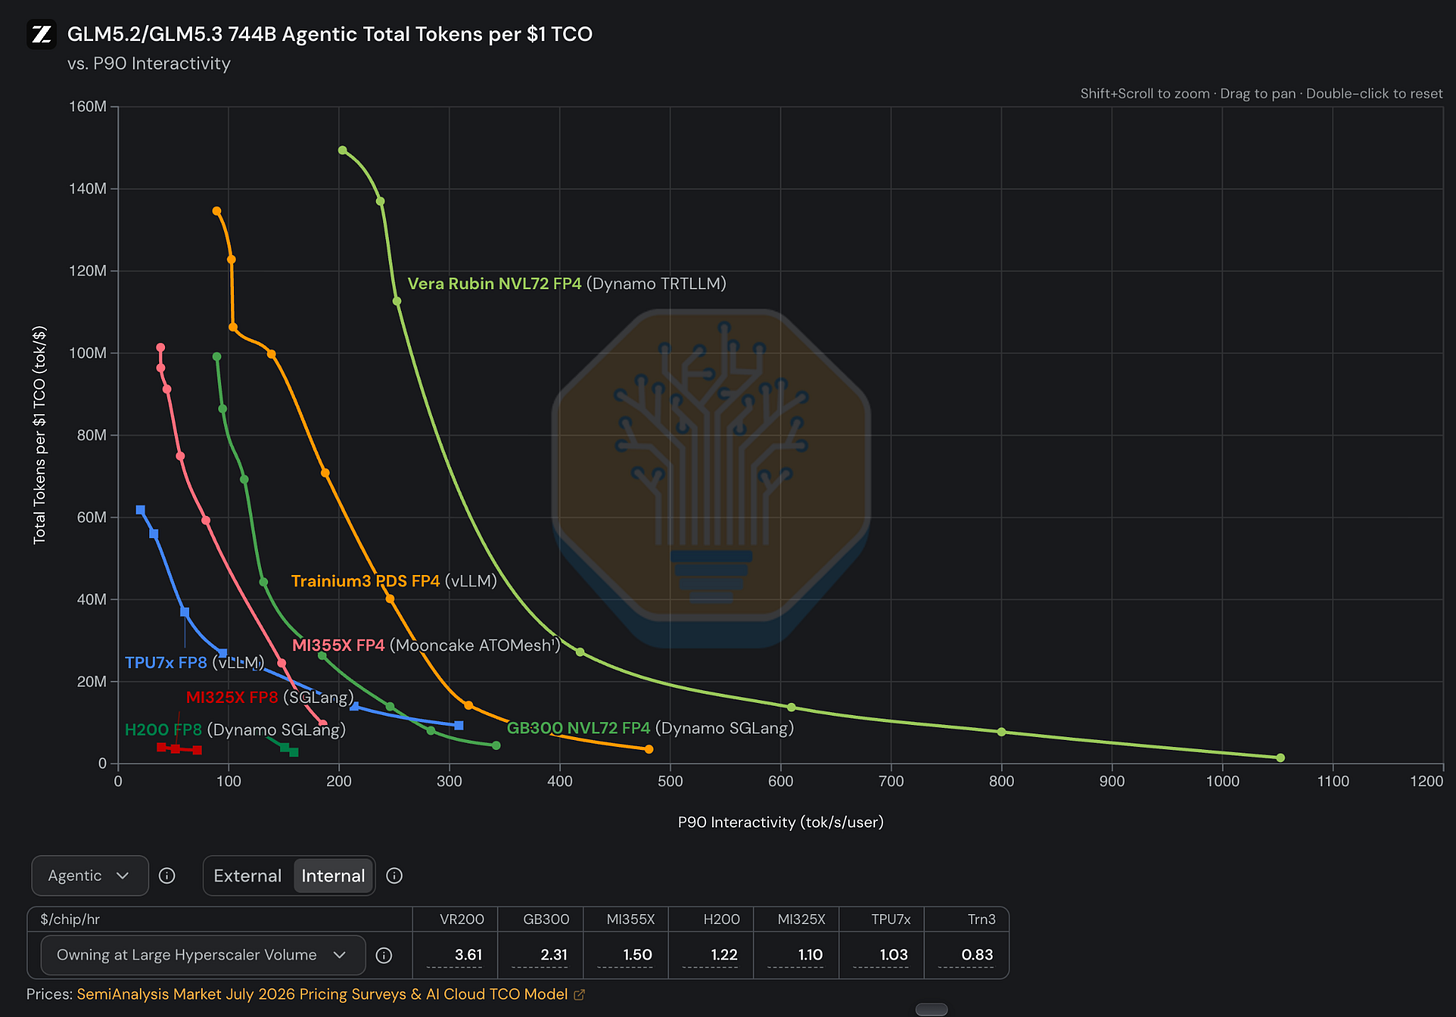 GLM5.2/GLM5.3 744B Agentic Total Tokens per $1 TCO
vs. P90 Interactivity
Shift+Scroll to zoom · Drag to pan · Double-click to reset
Total Tokens per $1 TCO (tok/$)
160M
140M
120M
100M
80M
60M
40M
20M
0
Vera Rubin NVL72 FP4 (Dynamo TRTLLM)
Trainium3 PDS FP4 (vLLM)
MI355X FP4 (Mooncake ATOMesh¹)
TPU7x FP8 (vLLM)
MI325X FP8 (SGLang)
H200 FP8 (Dynamo SGLang)
GB300 NVL72 FP4 (Dynamo SGLang)
0 100 200 300 400 500 600 700 800 900 1000 1100 1200
P90 Interactivity (tok/s/user)
Agentic External Internal
$/chip/hr VR200 GB300 MI355X H200 MI325X TPU7x Trn3
Owning at Large Hyperscaler Volume 3.61 2.31 1.50 1.22 1.10 1.03 0.83
Prices: SemiAnalysis Market July 2026 Pricing Surveys & AI Cloud TCO Model